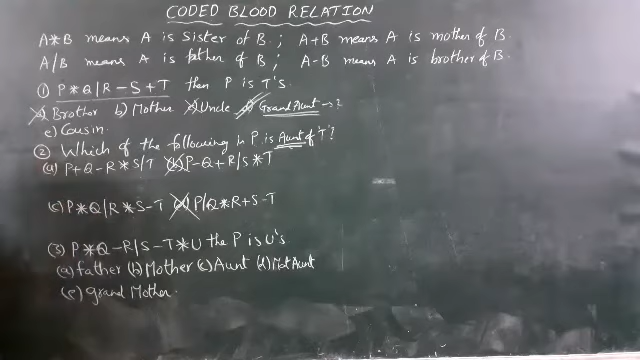 CODED BLOOD RELATION
A*B means A is sister of B ; A+B means A is mother of B.
A/B means A is father of B ; A-B means A is brother of B.
① P*Q/R-S+T then P is T'S.
a) Brother b) Mother c) Uncle d) Grand Aunt → ?
e) Cousin.
② Which of the following in P is Aunt of 'T'?
(a) P+Q-R*S/T (b) P-Q+R/S*T
(c) P*Q/R*S-T (d) P/Q*R+S-T
(3) P*Q-R/S-T*U the P is U's
(a) father (b) Mother (c) Aunt (d) Not Aunt
(e) grand Mother.